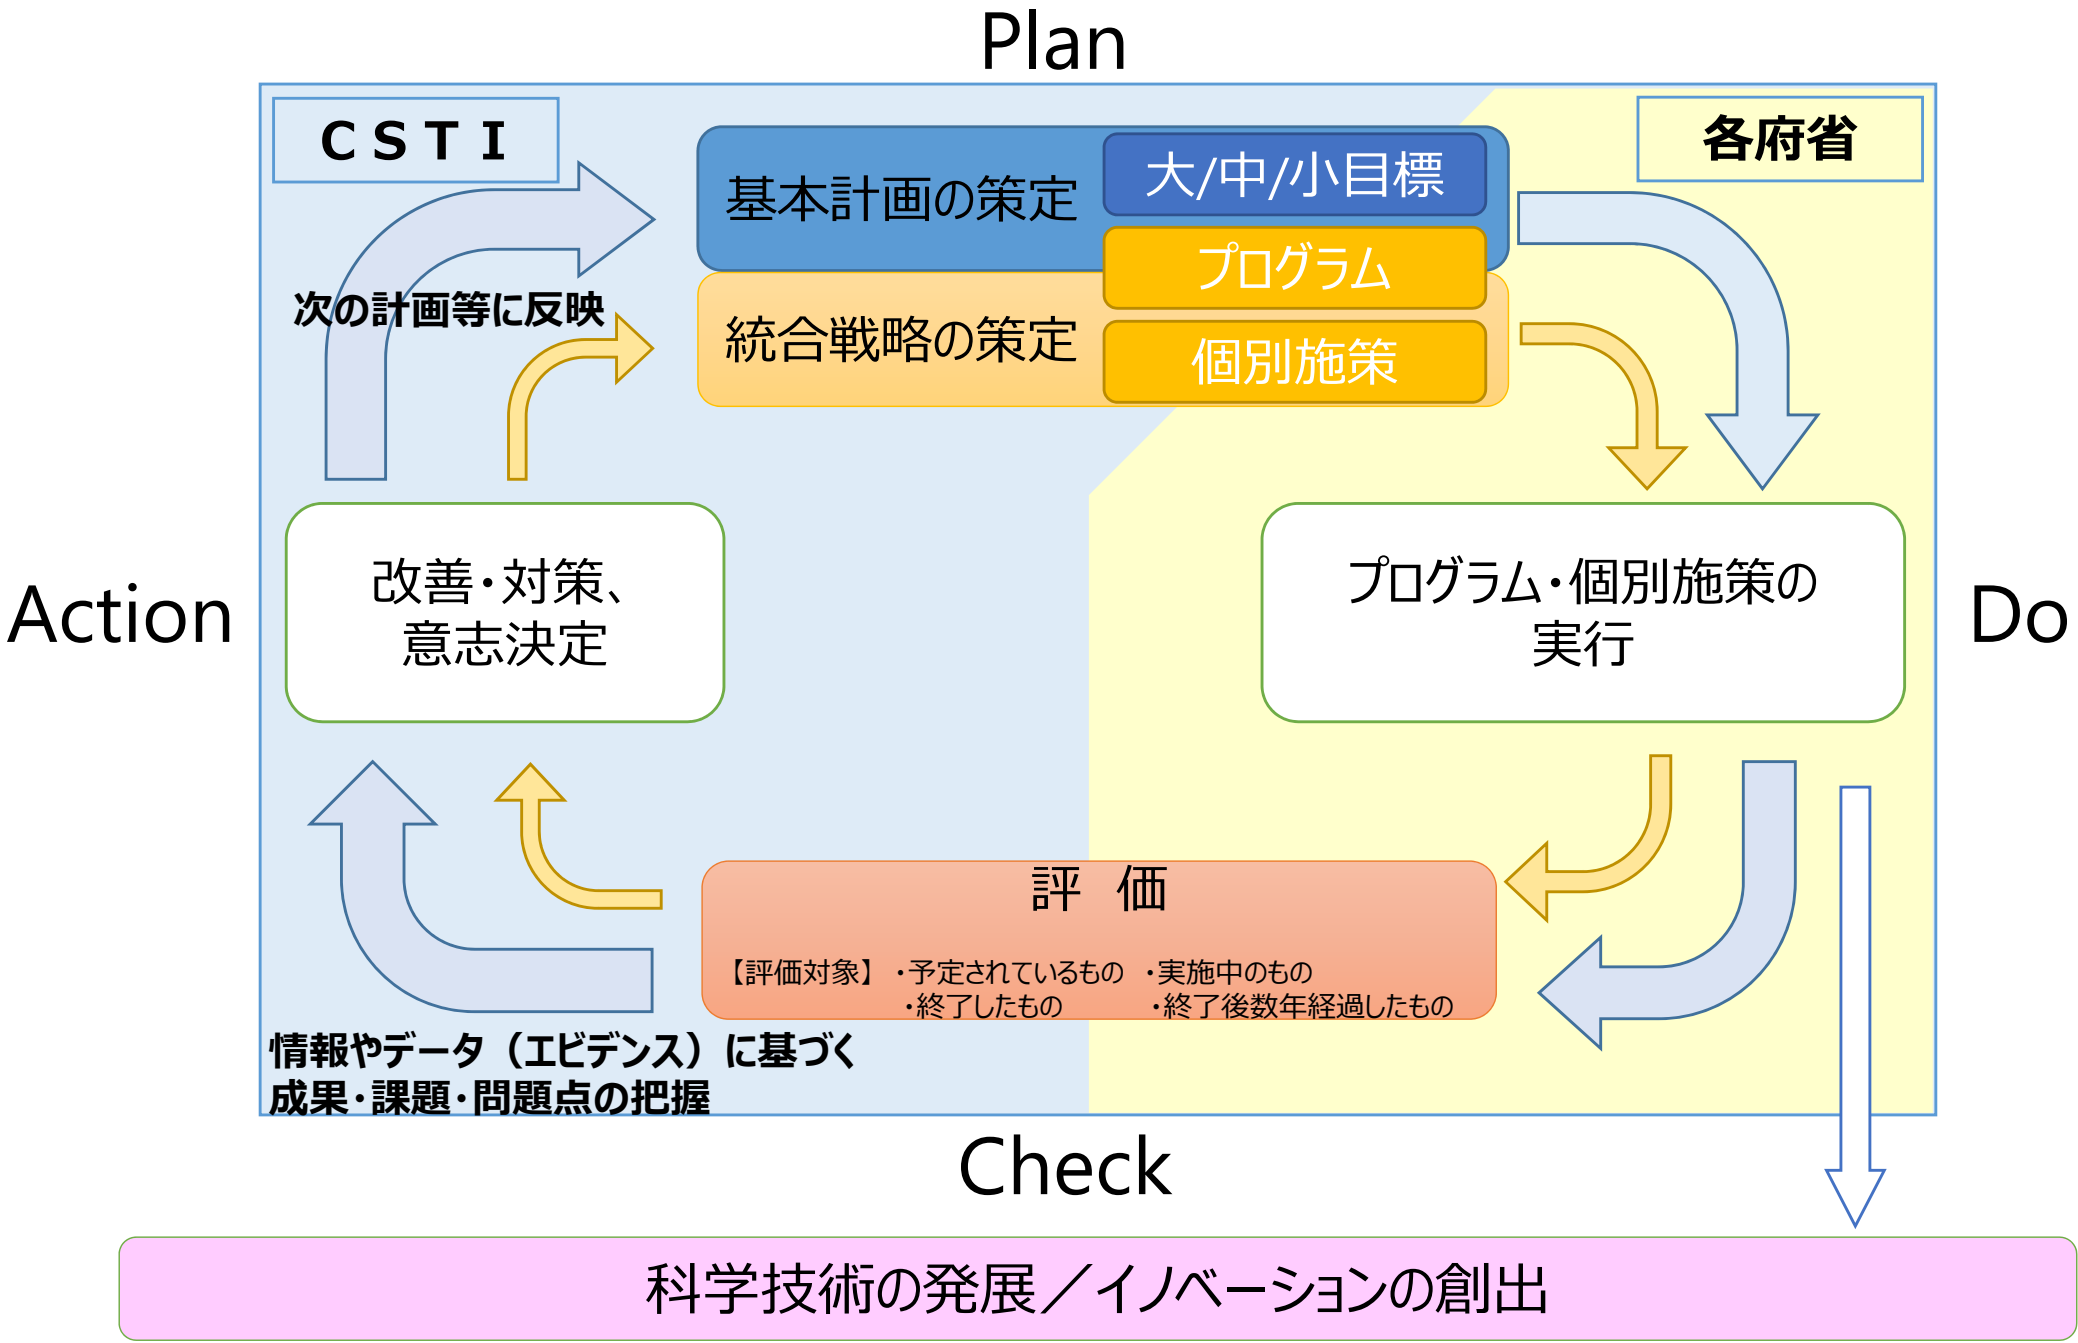 Plan
ＣＳＴＩ
各府省
基本計画の策定
大/中/小目標
プログラム
統合戦略の策定
個別施策
次の計画等に反映
Action
改善・対策、
意志決定
プログラム・個別施策の
実行
Do
評　価
【評価対象】 ・予定されているもの ・実施中のもの
・終了したもの ・終了後数年経過したもの
情報やデータ（エビデンス）に基づく
成果・課題・問題点の把握
Check
科学技術の発展／イノベーションの創出